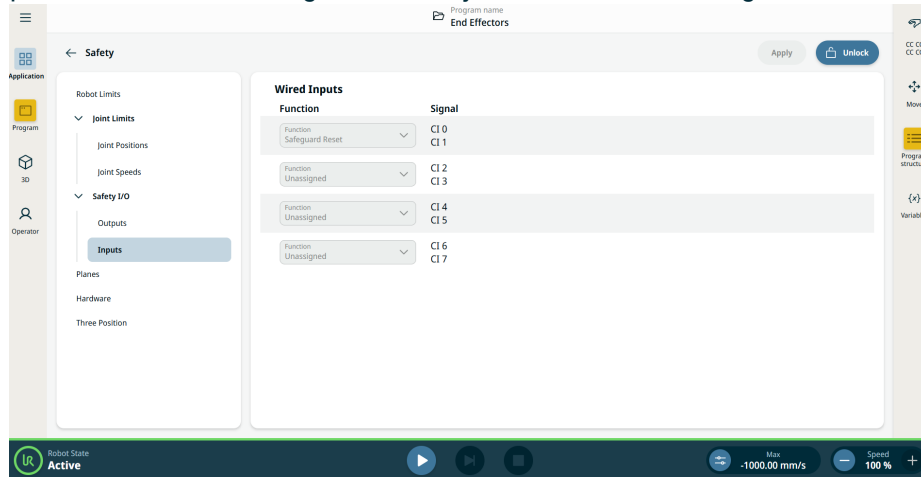 Program name
End Effectors
Safety
Apply
Unlock
Application
Program
3D
Operator
Robot Limits
Joint Limits
Joint Positions
Joint Speeds
Safety I/O
Outputs
Inputs
Planes
Hardware
Three Position
Wired Inputs
Function Signal
Function
Safeguard Reset
CI 0
CI 1
Function
Unassigned
CI 2
CI 3
Function
Unassigned
CI 4
CI 5
Function
Unassigned
CI 6
CI 7
Move
{x}
Robot State
Active
Max
-1000.00 mm/s
Speed
100 %